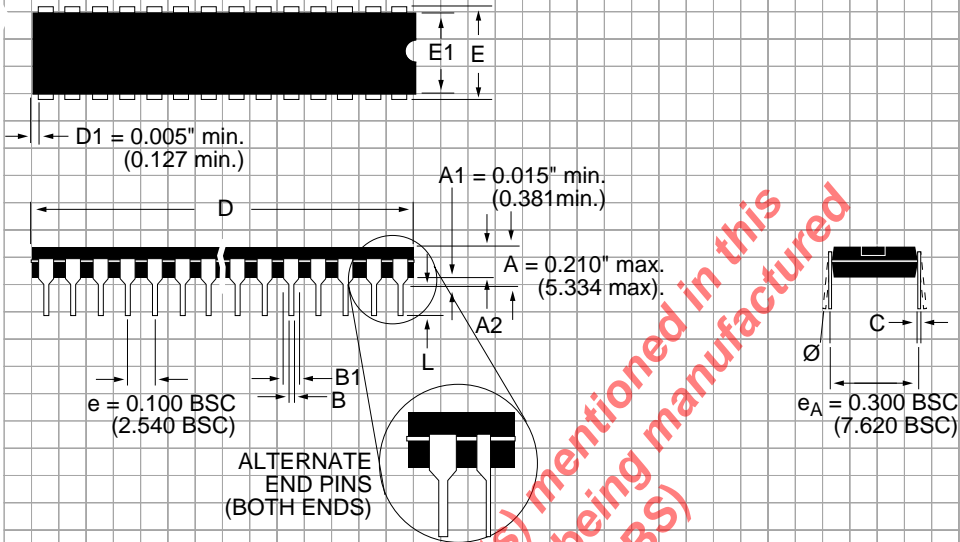 E1 E
D1 = 0.005" min.
(0.127 min.)
A1 = 0.015" min.
(0.381min.)
D
A = 0.210" max.
(5.334 max).
A2
L
C
Ø
B1
B
e = 0.100 BSC
(2.540 BSC)
eA = 0.300 BSC
(7.620 BSC)
ALTERNATE
END PINS
(BOTH ENDS)
mentioned in this
being manufactured